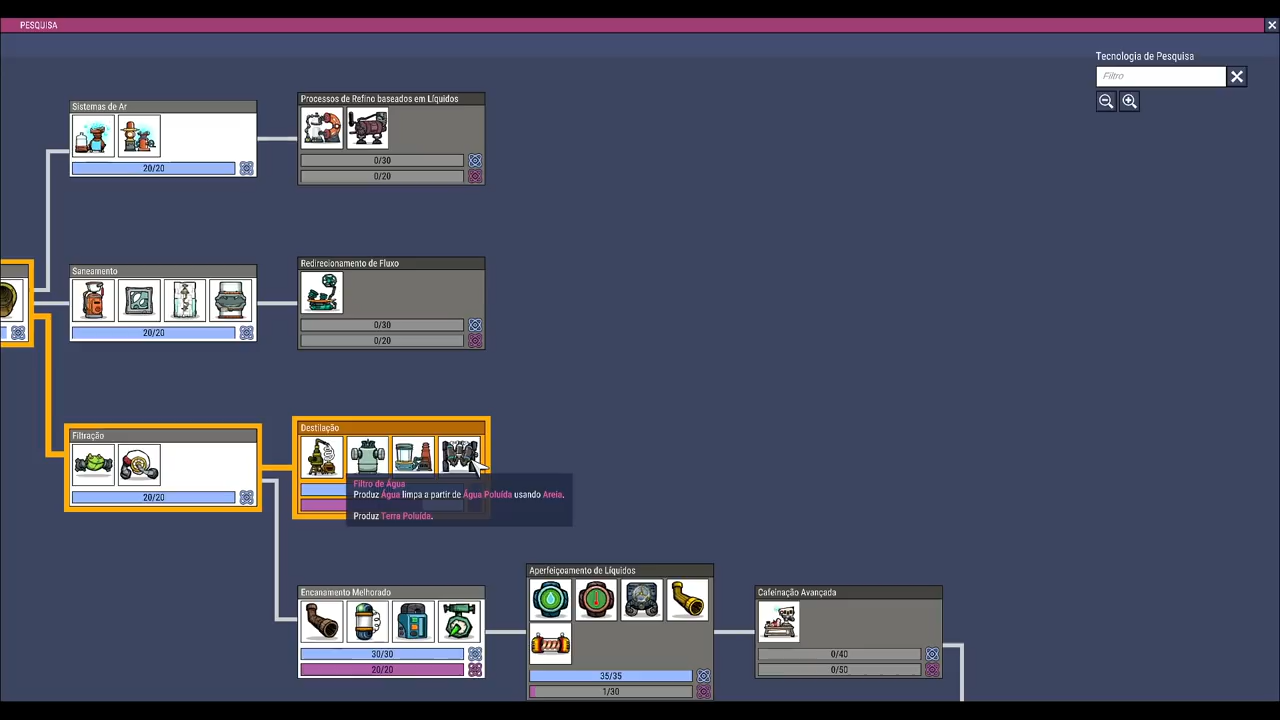 PESQUISA
Tecnologia de Pesquisa
Filtro
Sistemas de Ar
20/20
Processos de Refino baseados em Líquidos
0/30
0/20
Saneamento
20/20
Redirecionamento de Fluxo
0/30
0/20
Filtração
20/20
Destilação
Filtro de Água
Produz Água limpa a partir de Água Poluída usando Areia.
Produz Terra Poluída.
Encanamento Melhorado
30/30
20/20
Aperfeiçoamento de Líquidos
35/35
1/30
Cafeinação Avançada
0/40
0/50